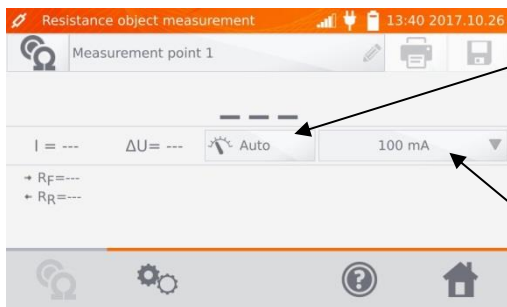 Resistance object measurement 13:40 2017.10.26
Measurement point 1
---
I = --- ΔU= --- Auto 100 mA
→ RF=---
← RR=---